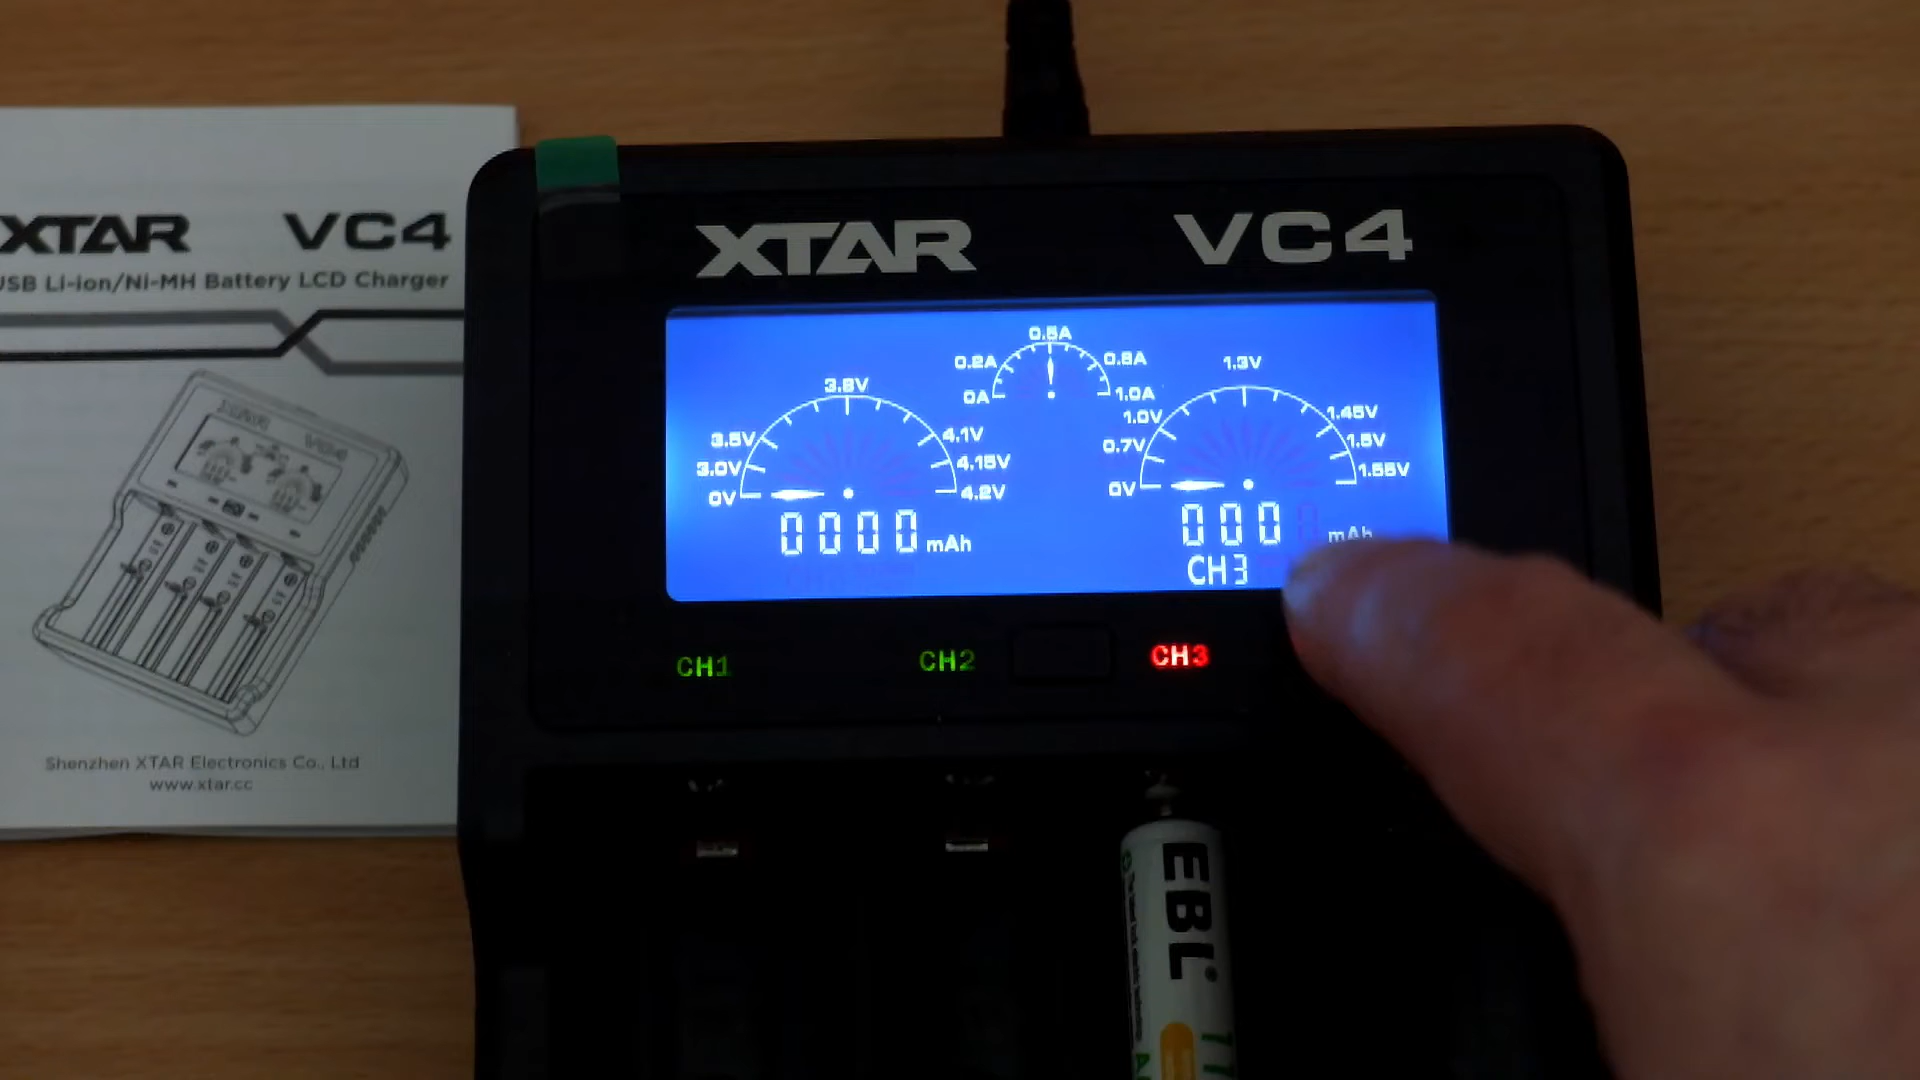 XTAR VC4
USB Li-ion/Ni-MH Battery LCD Charger
Shenzhen XTAR Electronics Co., Ltd
www.xtar.cc
XTAR VC4
0.5A
0.2A 0.8A
0A 1.0A
3.8V
3.5V 4.1V
3.0V 4.15V
0V 4.2V
0000 mAh
1.3V
1.0V 1.45V
0.7V 1.5V
0V 1.55V
000 mAh
CH3
CH1 CH2 CH3
EBL®